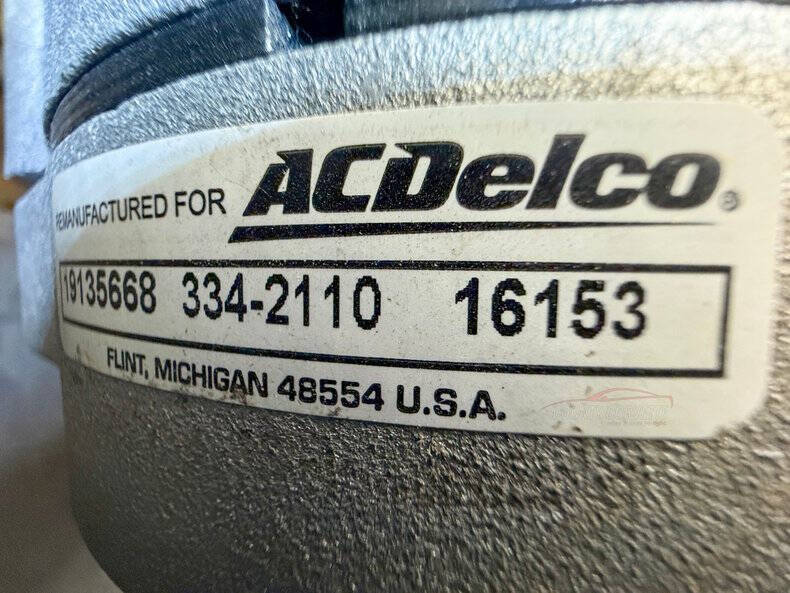 REMANUFACTURED FOR ACDelco®
19135668 334-2110 16153
FLINT, MICHIGAN 48554 U.S.A.